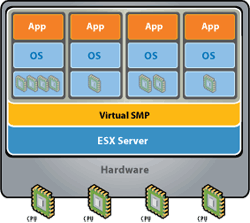 App App App App
OS OS OS OS
Virtual SMP
ESX Server
Hardware
CPU CPU CPU CPU